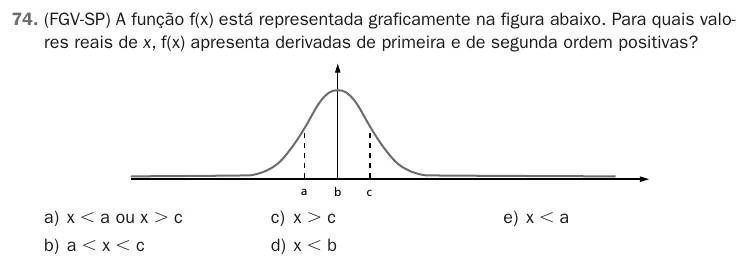 74. (FGV-SP) A função f(x) está representada graficamente na figura abaixo. Para quais valo-
res reais de x, f(x) apresenta derivadas de primeira e de segunda ordem positivas?
a b c
a) x < a ou x > c c) x > c e) x < a
b) a < x < c d) x < b